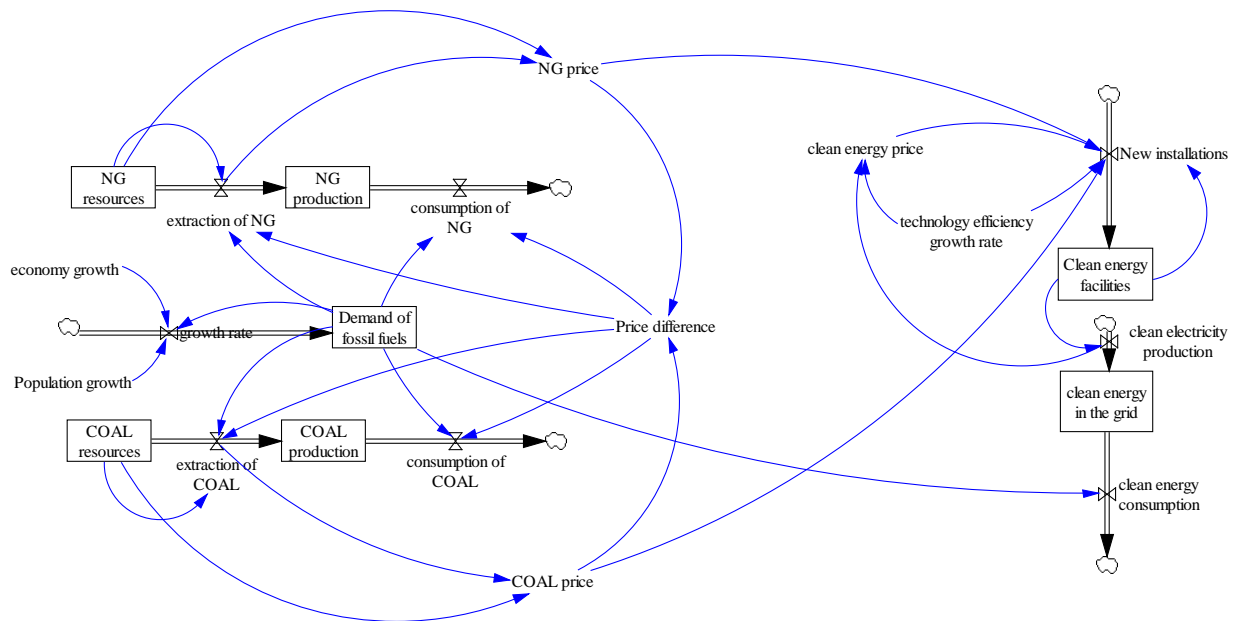 NG price
clean energy price
New installations
NG
resources
NG
production
extraction of NG
consumption of
NG
technology efficiency
growth rate
economy growth
Clean energy
facilities
Demand of
fossil fuels
growth rate
Price difference
clean electricity
production
Population growth
clean energy
in the grid
COAL
resources
COAL
production
extraction of
COAL
consumption of
COAL
clean energy
consumption
COAL price